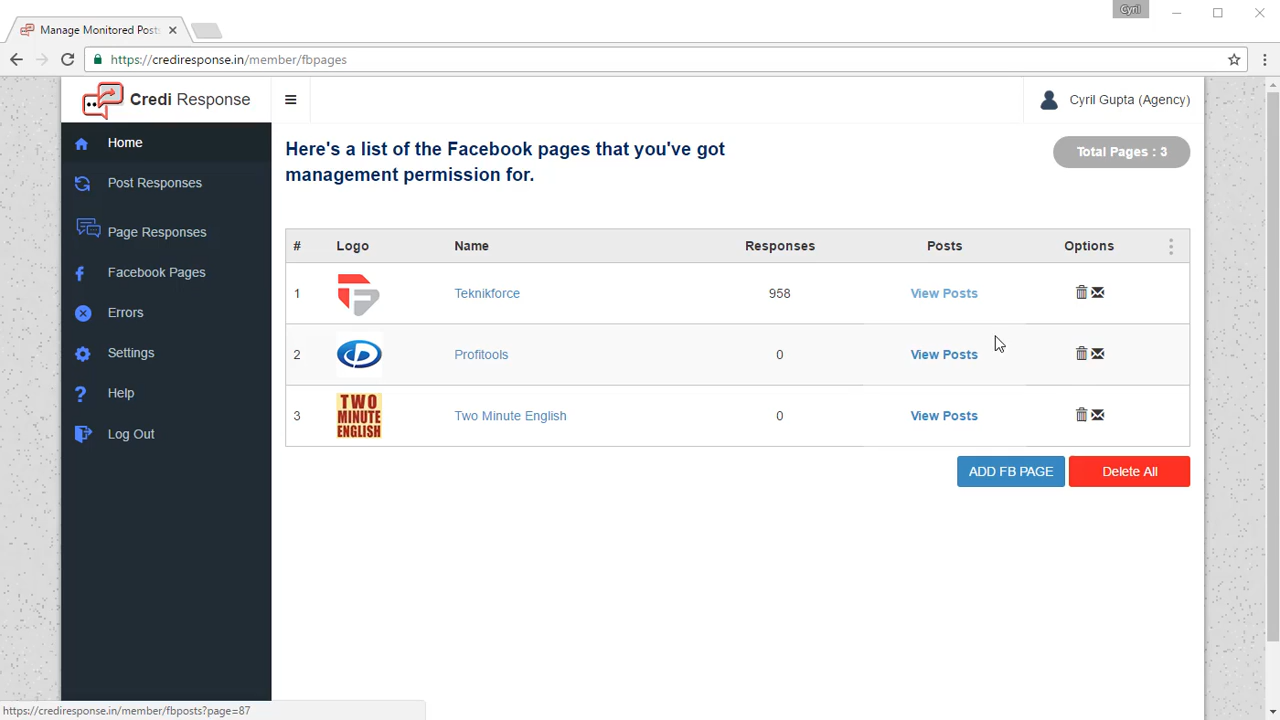 Cyril
Manage Monitored Posts
https://crediresponse.in/member/fbpages
Credi Response
Cyril Gupta (Agency)
Home
Post Responses
Page Responses
Facebook Pages
Errors
Settings
Help
Log Out
Here's a list of the Facebook pages that you've got
management permission for.
Total Pages : 3
# Logo Name Responses Posts Options
1 Teknikforce 958 View Posts
2 Profitools 0 View Posts
3 TWO MINUTE ENGLISH Two Minute English 0 View Posts
ADD FB PAGE Delete All
https://crediresponse.in/member/fbposts?page=87